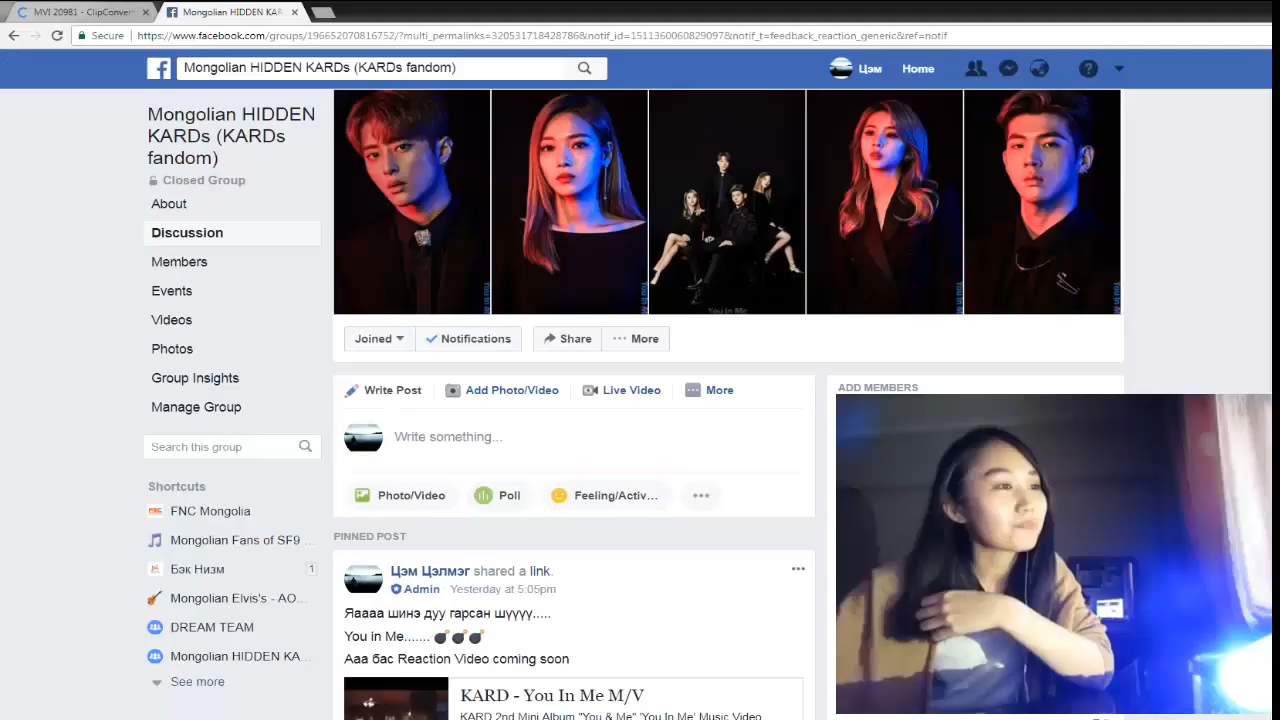 MVI 20981 - ClipConver
Mongolian HIDDEN KAR
Secure
https://www.facebook.com/groups/196652070816752/?multi_permalinks=320531718428786&notif_id=1511360060829097&notif_t=feedback_reaction_generic&ref=notif
Mongolian HIDDEN KARDs (KARDs fandom)
Цэм
Home
Mongolian HIDDEN
KARDs (KARDs
fandom)
Closed Group
About
Discussion
Members
Events
Videos
Photos
Group Insights
Manage Group
Search this group
Shortcuts
FNC Mongolia
Mongolian Fans of SF9 ...
Бэк Низм
1
Mongolian Elvis's - AO...
DREAM TEAM
Mongolian HIDDEN KA...
See more
You In Me
Joined
Notifications
Share
More
Write Post
Add Photo/Video
Live Video
More
Write something...
Photo/Video
Poll
Feeling/Activ...
PINNED POST
Цэм Цэлмэг shared a link.
Admin
Yesterday at 5:05pm
Яаааа шинэ дуу гарсан шүүүү.....
You in Me....... 💣💣💣
Ааа бас Reaction Video coming soon
KARD - You In Me M/V
KARD 2nd Mini Album "You & Me" 'You In Me' Music Video
ADD MEMBERS